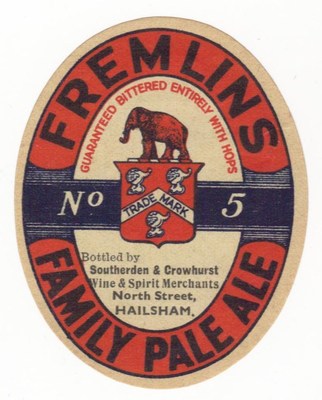 FREMLINS
GUARANTEED BITTERED ENTIRELY WITH HOPS
TRADE MARK
No 5
Bottled by
Southerden & Crowhurst
Wine & Spirit Merchants
North Street,
HAILSHAM.
FAMILY PALE ALE